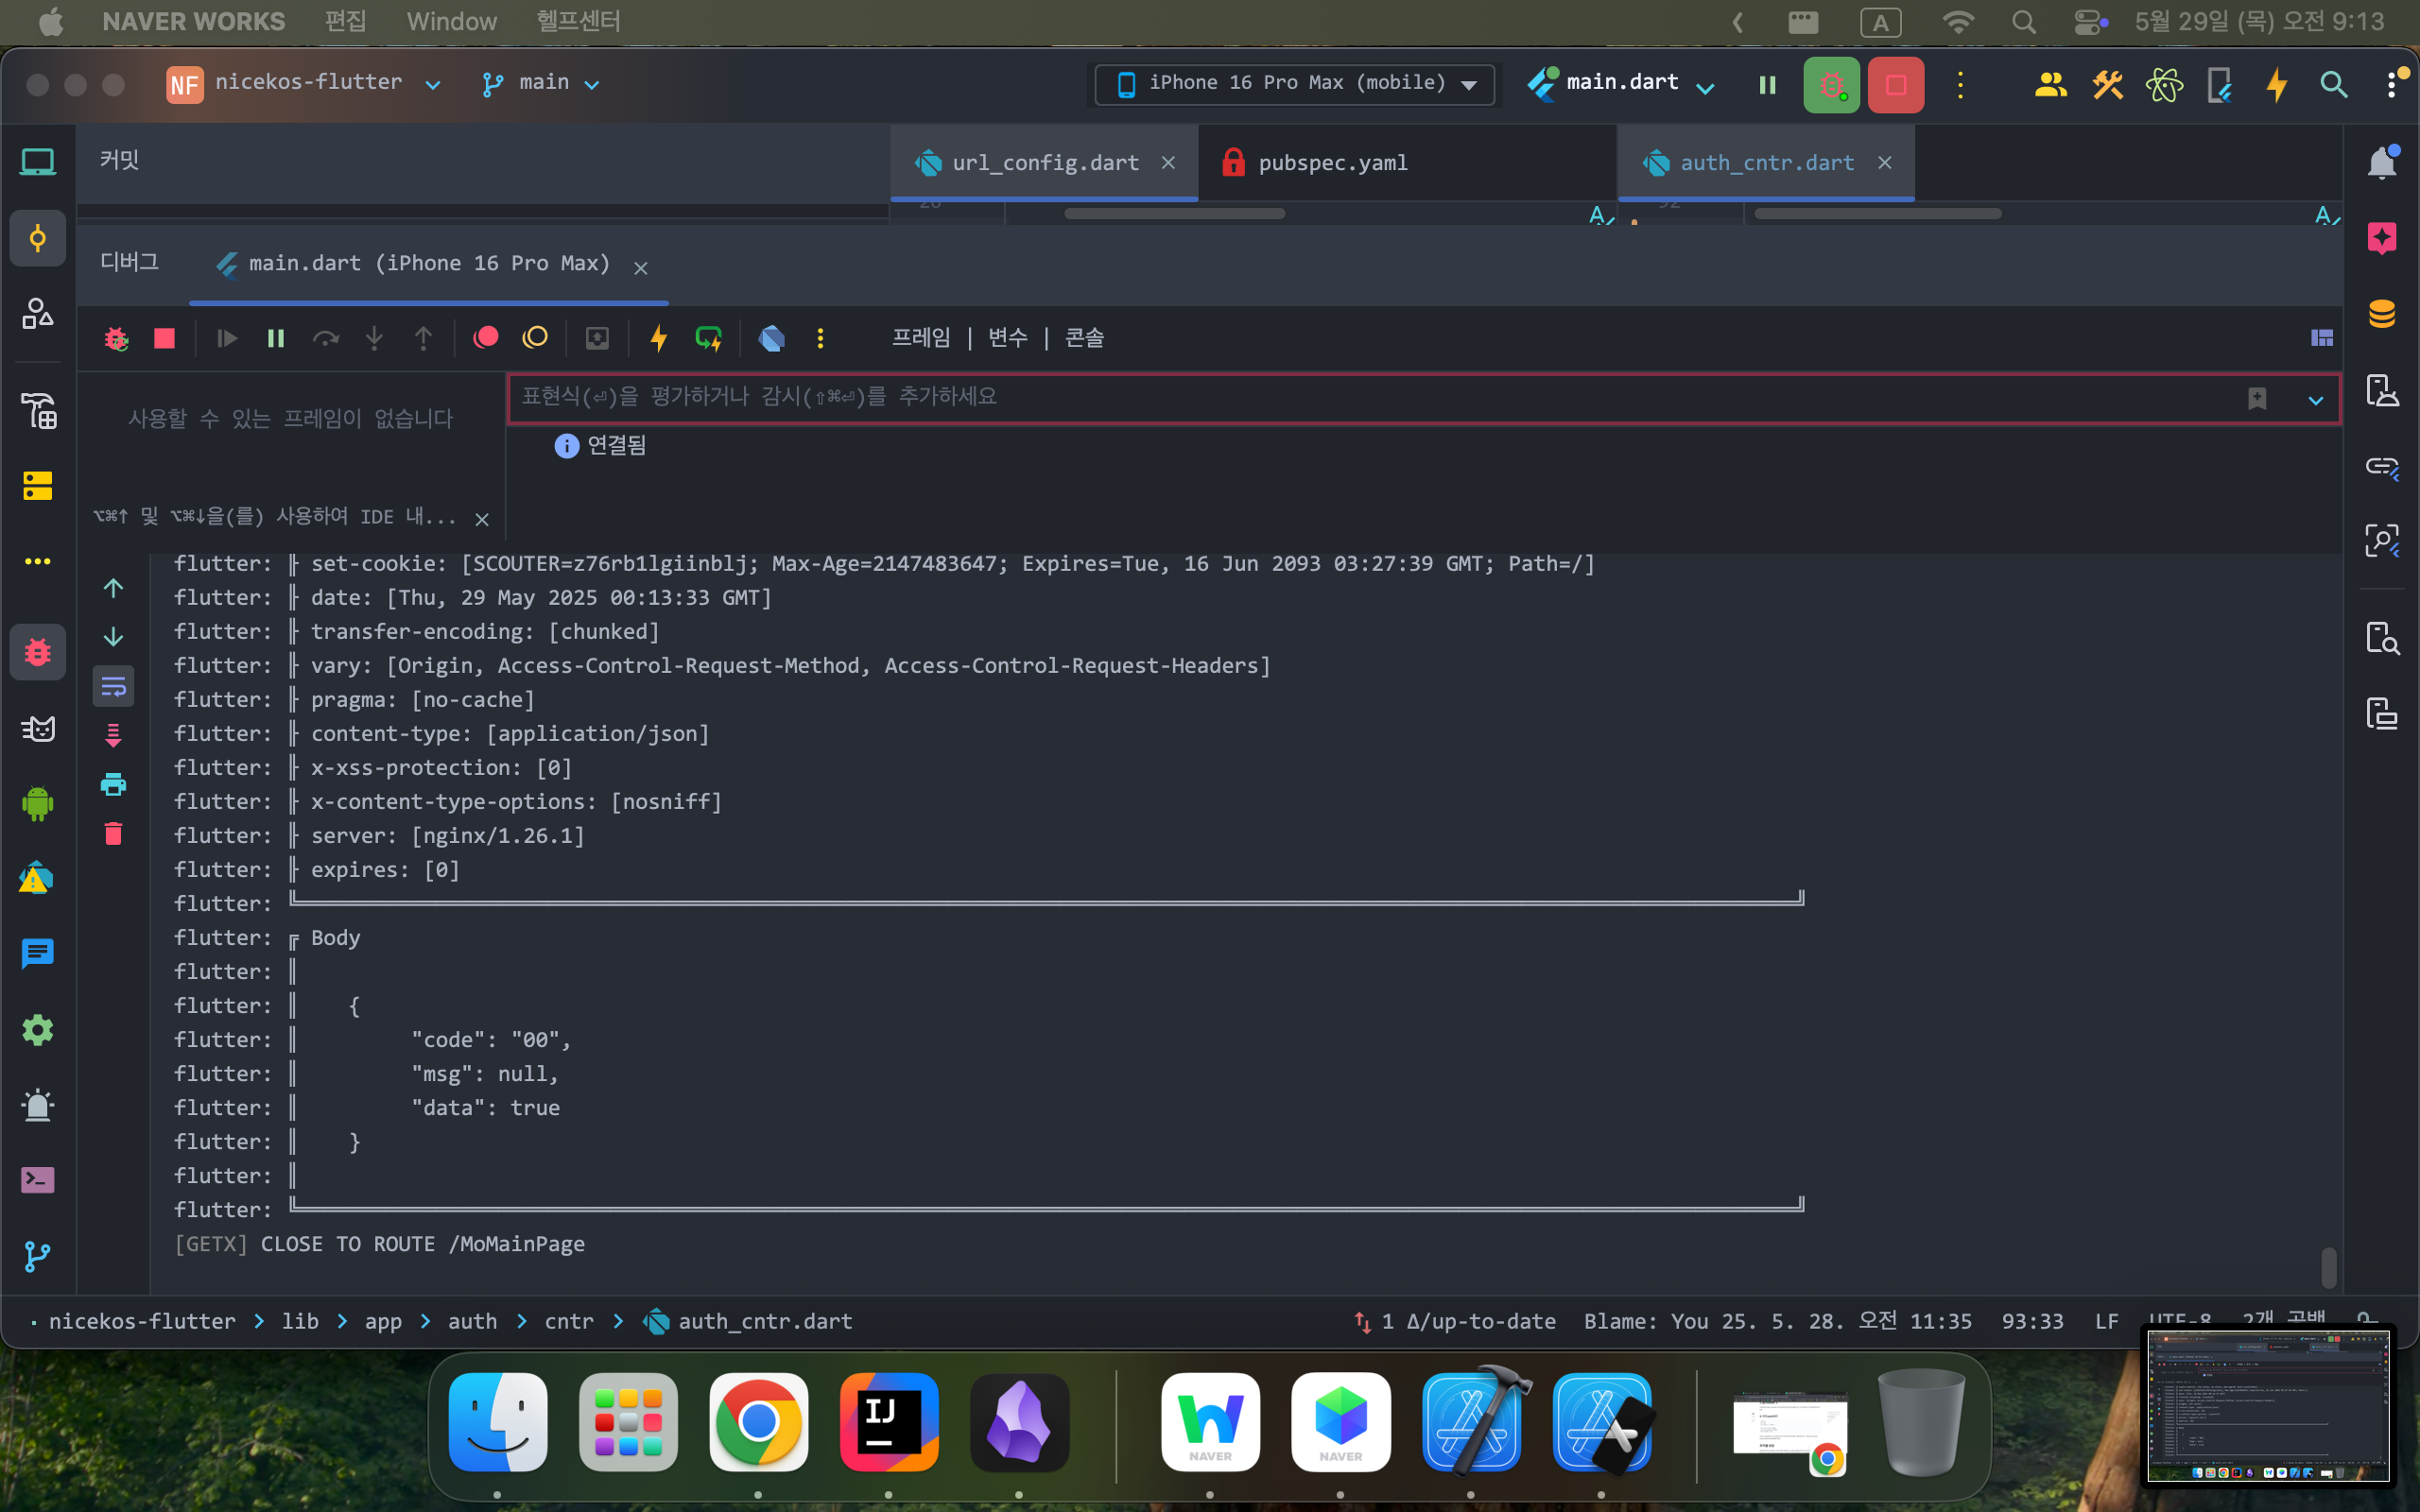 NAVER WORKS 편집 Window 헬프센터 A 5월 29일 (목) 오전 9:13
NF nicekos-flutter main iPhone 16 Pro Max (mobile) main.dart
커밋 url_config.dart × pubspec.yaml auth_cntr.dart ×
디버그 main.dart (iPhone 16 Pro Max) ×
프레임 | 변수 | 콘솔
표현식(⏎)을 평가하거나 감시(⇧⌘⏎)를 추가하세요
사용할 수 있는 프레임이 없습니다
연결됨
⌥⌘↑ 및 ⌥⌘↓을(를) 사용하여 IDE 내... ×
flutter: ╟ set-cookie: [SCOUTER=z76rb1lgiinblj; Max-Age=2147483647; Expires=Tue, 16 Jun 2093 03:27:39 GMT; Path=/]
flutter: ╟ date: [Thu, 29 May 2025 00:13:33 GMT]
flutter: ╟ transfer-encoding: [chunked]
flutter: ╟ vary: [Origin, Access-Control-Request-Method, Access-Control-Request-Headers]
flutter: ╟ pragma: [no-cache]
flutter: ╟ content-type: [application/json]
flutter: ╟ x-xss-protection: [0]
flutter: ╟ x-content-type-options: [nosniff]
flutter: ╟ server: [nginx/1.26.1]
flutter: ╟ expires: [0]
flutter: ╚══════════╝
flutter: ╔ Body
flutter: ║
flutter: ║ {
flutter: ║ "code": "00",
flutter: ║ "msg": null,
flutter: ║ "data": true
flutter: ║ }
flutter: ║
flutter: ╚══════════╝
[GETX] CLOSE TO ROUTE /MoMainPage
nicekos-flutter > lib > app > auth > cntr > auth_cntr.dart 1 Δ/up-to-date Blame: You 25. 5. 28. 오전 11:35 93:33 LF UTF-8 2개 공백
IJ NAVER NAVER